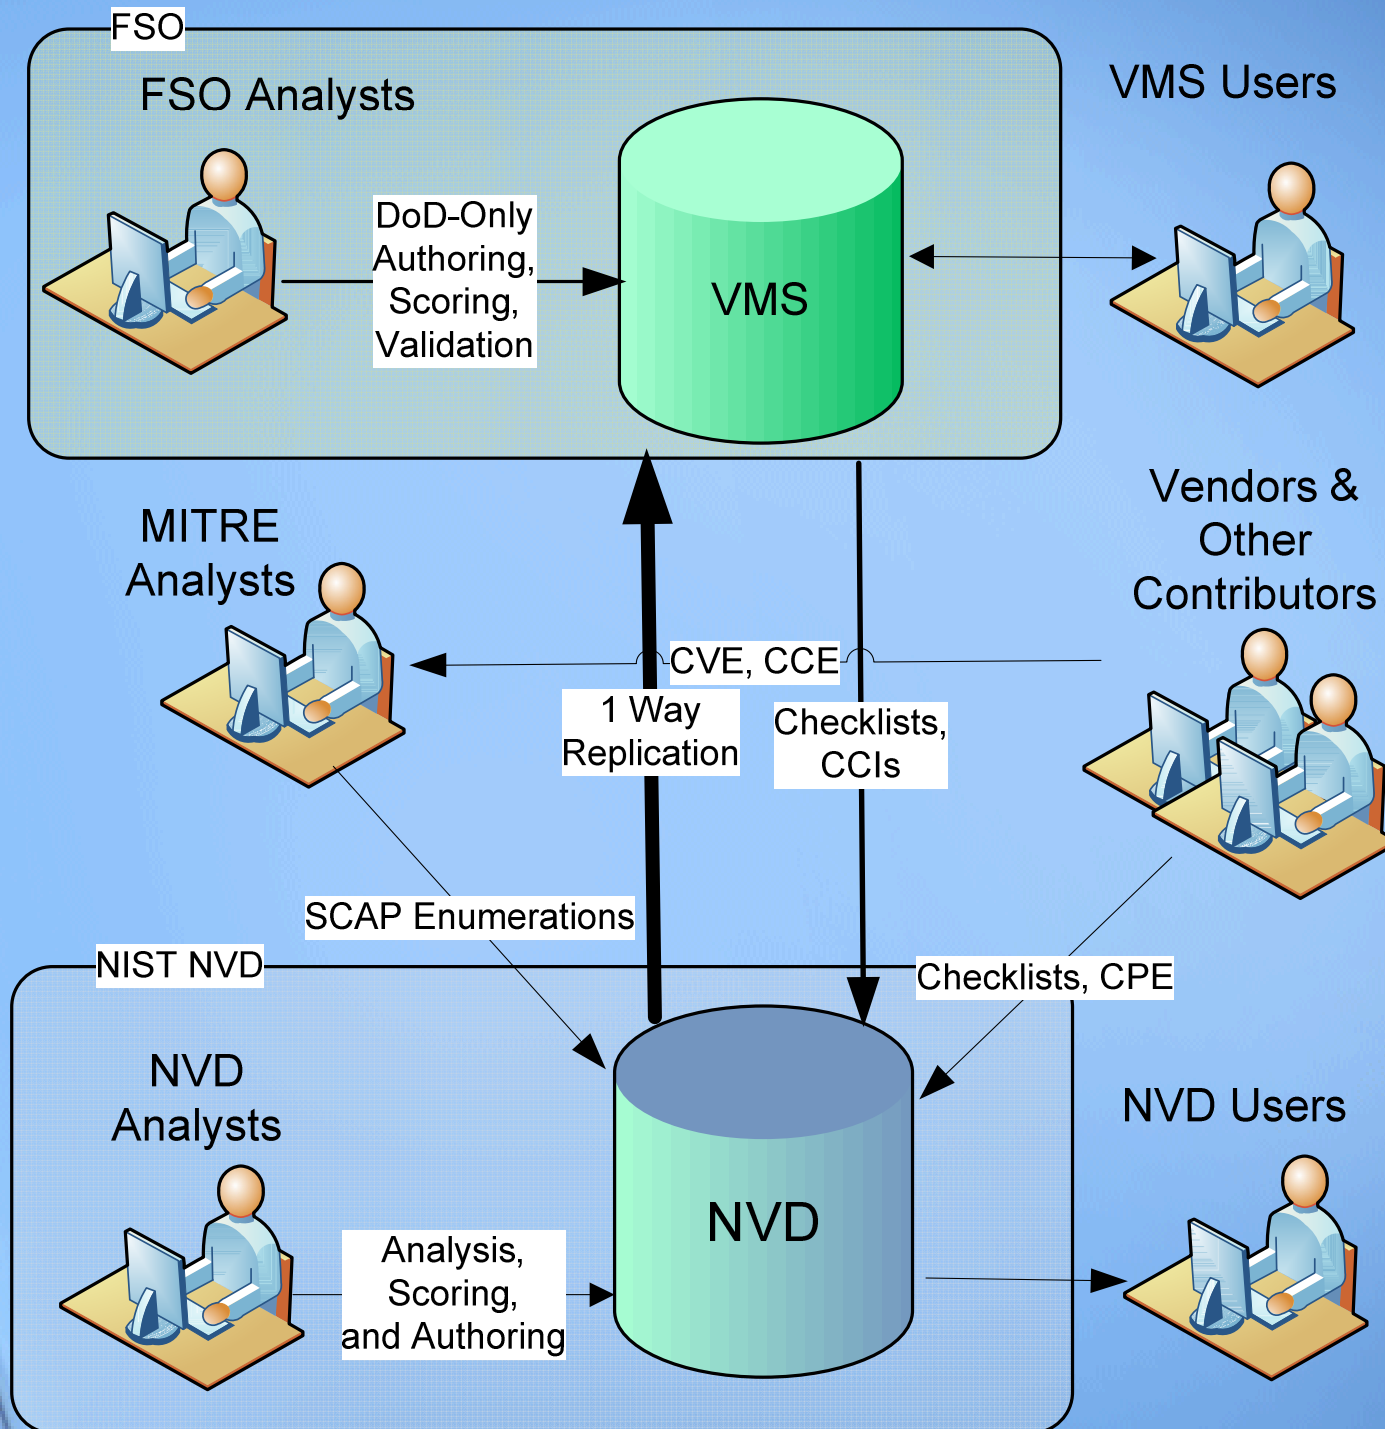 FSO
FSO Analysts
VMS Users
DoD-Only
Authoring,
Scoring,
Validation
VMS
MITRE
Analysts
Vendors &
Other
Contributors
CVE, CCE
1 Way
Replication
Checklists,
CCIs
SCAP Enumerations
NIST NVD
Checklists, CPE
NVD
Analysts
NVD Users
Analysis,
Scoring,
and Authoring
NVD